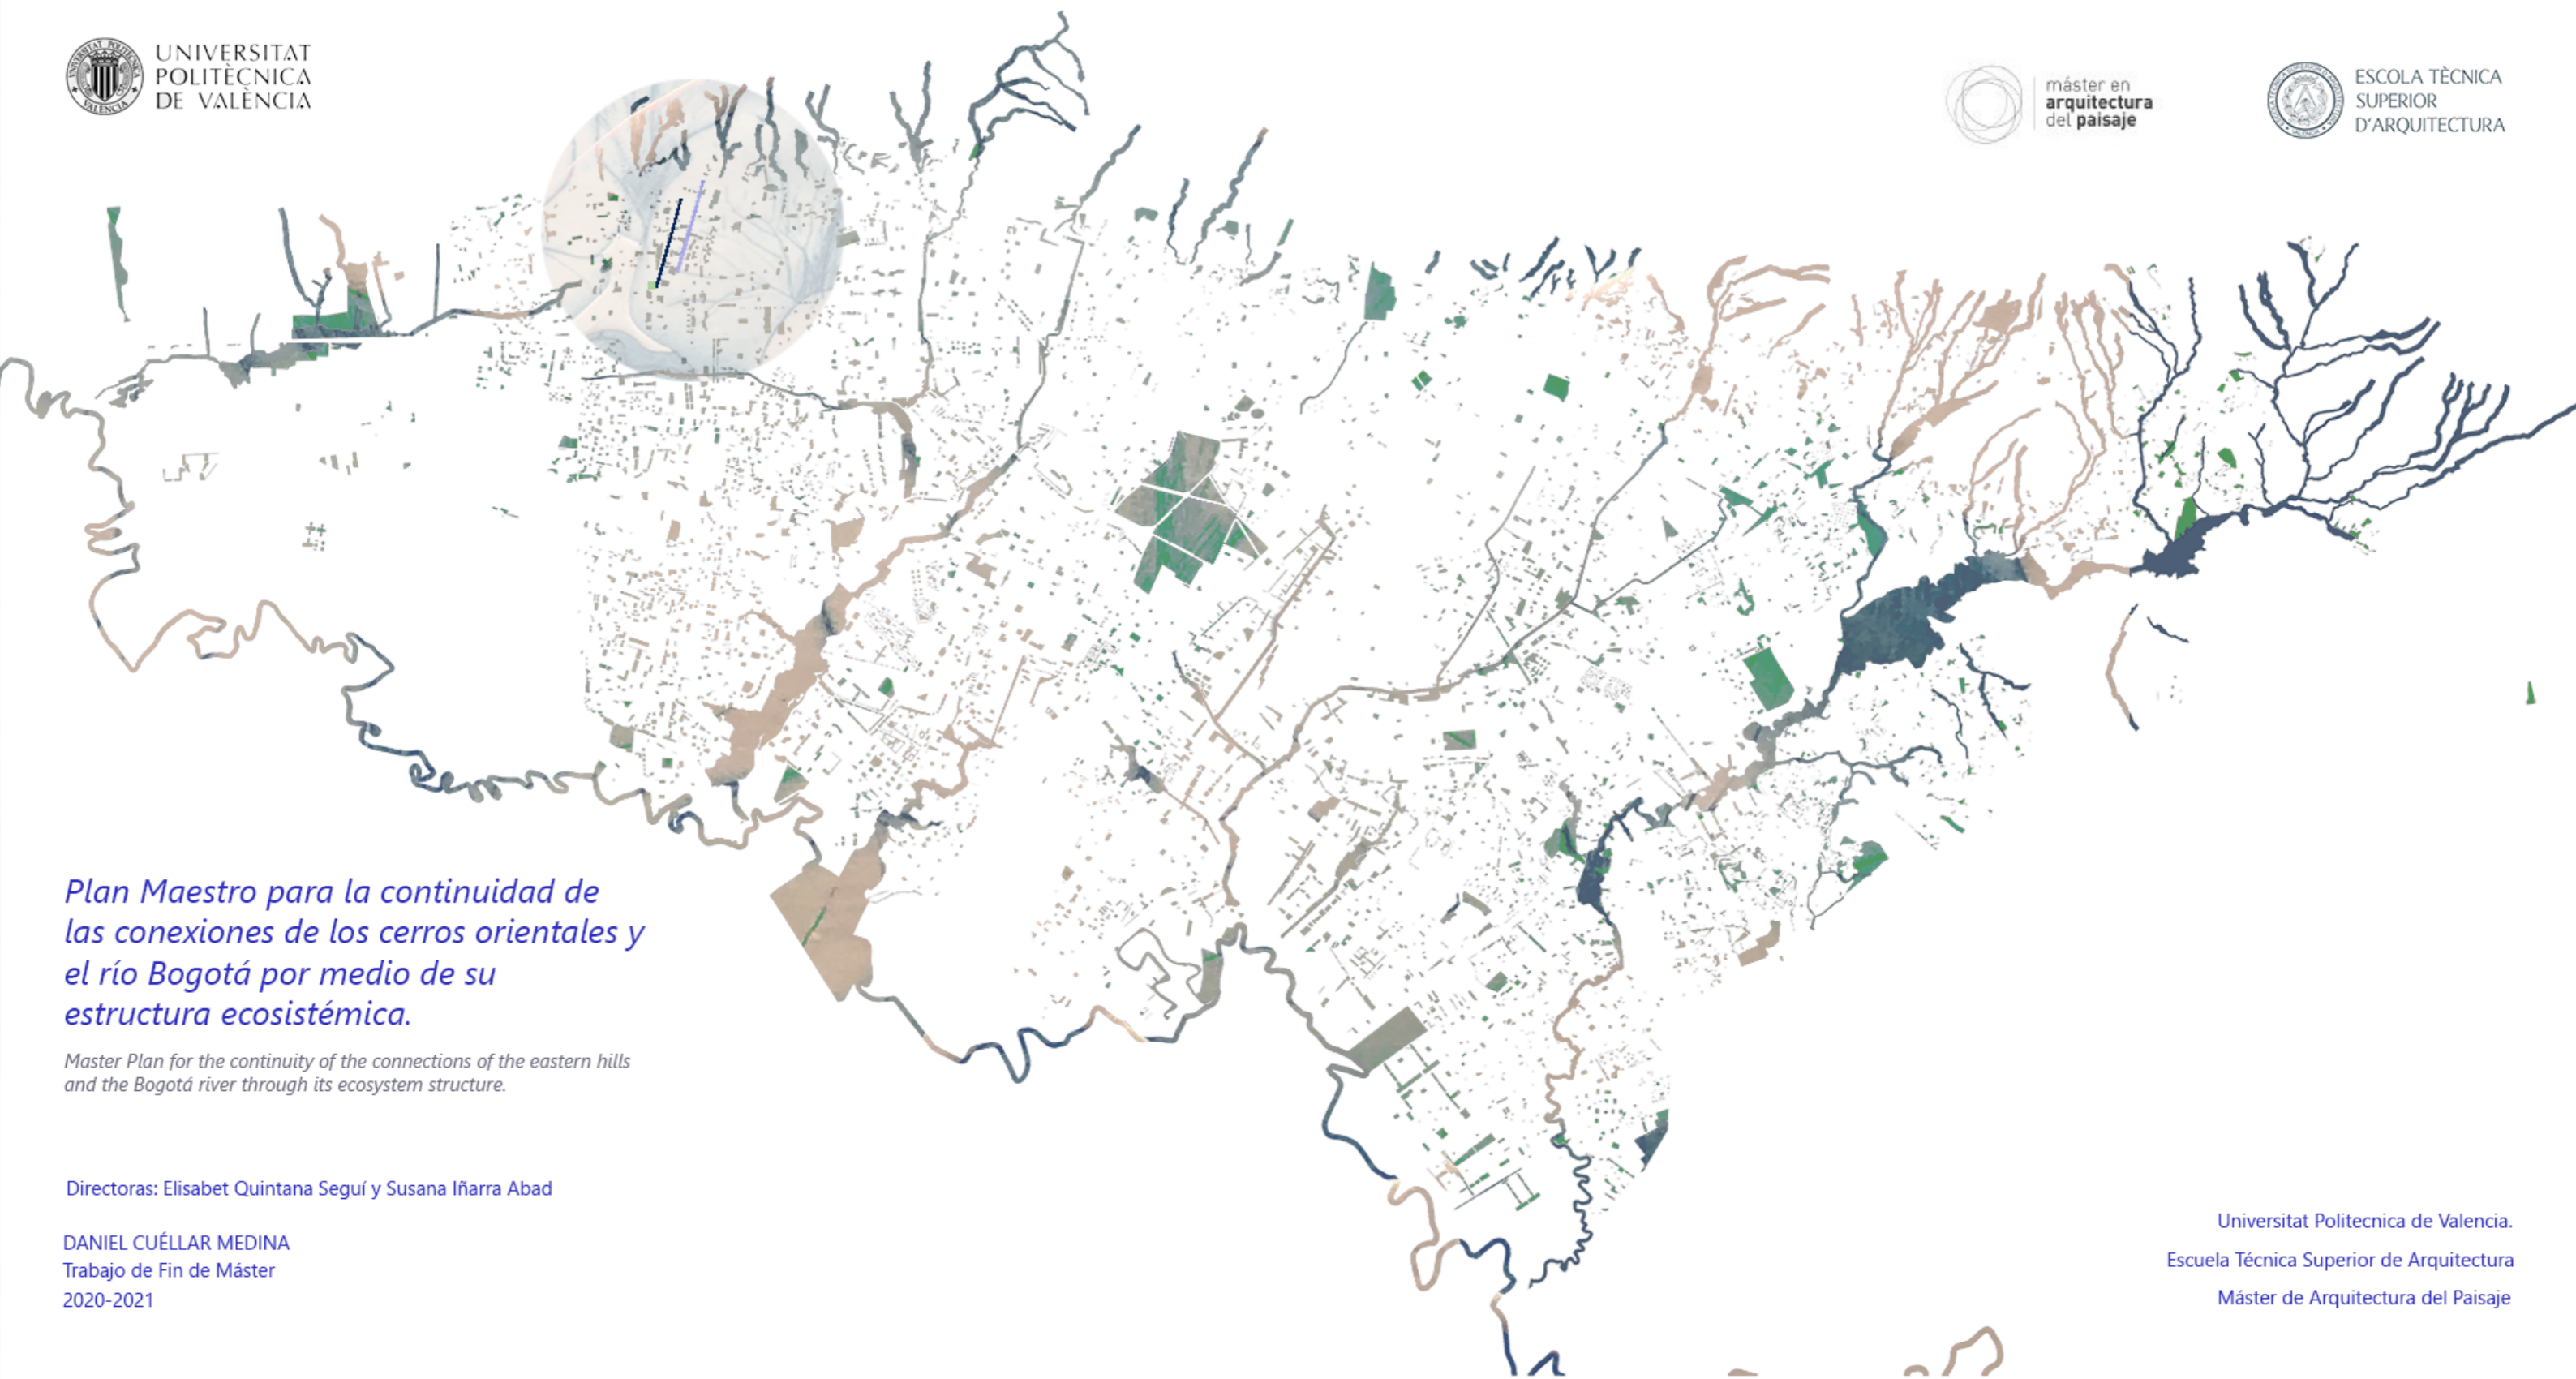 UNIVERSITAT
POLITÈCNICA
DE VALÈNCIA
máster en
arquitectura
del paisaje
ESCOLA TÈCNICA
SUPERIOR
D'ARQUITECTURA
Plan Maestro para la continuidad de
las conexiones de los cerros orientales y
el río Bogotá por medio de su
estructura ecosistémica.
Master Plan for the continuity of the connections of the eastern hills
and the Bogotá river through its ecosystem structure.
Directoras: Elisabet Quintana Seguí y Susana Iñarra Abad
DANIEL CUÉLLAR MEDINA
Trabajo de Fin de Máster
2020-2021
Universitat Politecnica de Valencia.
Escuela Técnica Superior de Arquitectura
Máster de Arquitectura del Paisaje